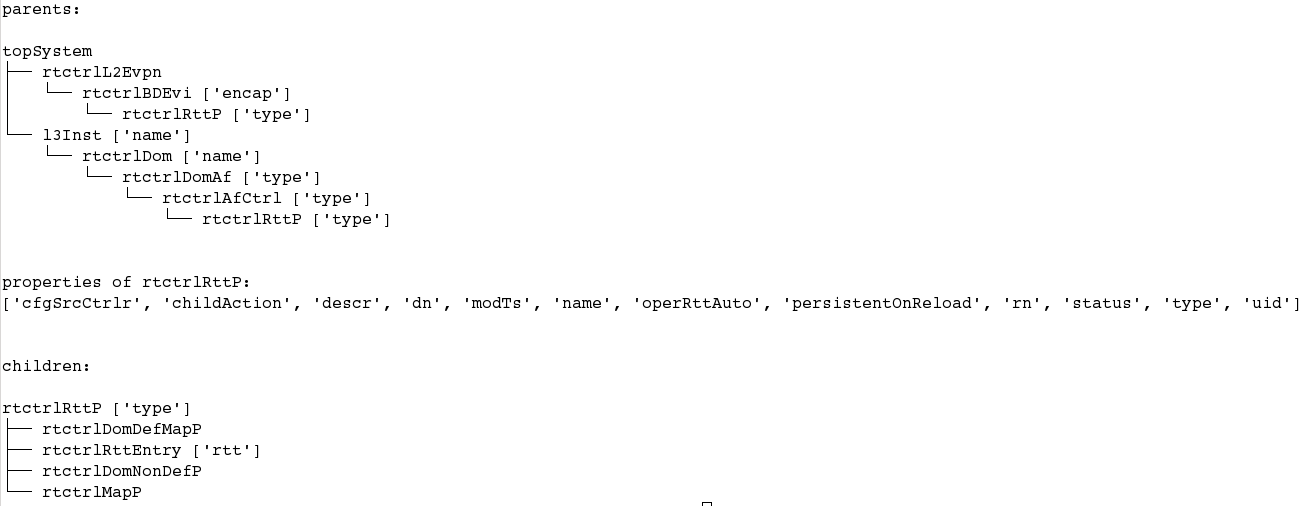 parents:
topSystem
├── rtctrlL2Evpn
│   └── rtctrlBDEvi ['encap']
│       └── rtctrlRttP ['type']
└── l3Inst ['name']
    └── rtctrlDom ['name']
        └── rtctrlDomAf ['type']
            └── rtctrlAfCtrl ['type']
                └── rtctrlRttP ['type']
properties of rtctrlRttP:
['cfgSrcCtrlr', 'childAction', 'descr', 'dn', 'modTs', 'name', 'operRttAuto', 'persistentOnReload', 'rn', 'status', 'type', 'uid']
children:
rtctrlRttP ['type']
├── rtctrlDomDefMapP
├── rtctrlRttEntry ['rtt']
├── rtctrlDomNonDefP
└── rtctrlMapP